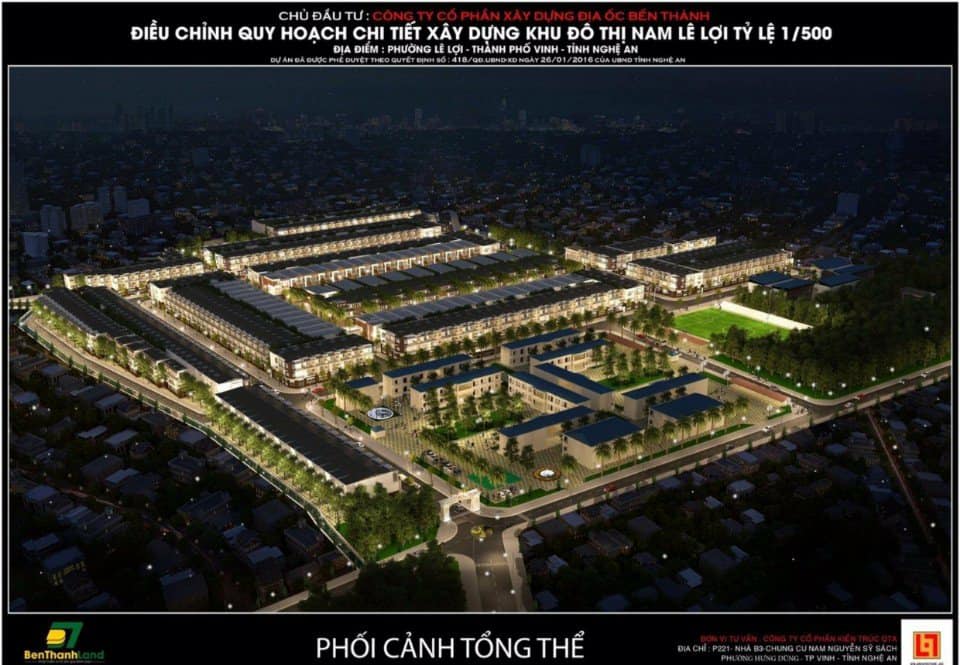 CHỦ ĐẦU TƯ : CÔNG TY CỔ PHẦN XÂY DỰNG ĐỊA ỐC BẾN THÀNH
ĐIỀU CHỈNH QUY HOẠCH CHI TIẾT XÂY DỰNG KHU ĐÔ THỊ NAM LÊ LỢI TỶ LỆ 1/500
ĐỊA ĐIỂM : PHƯỜNG LÊ LỢI - THÀNH PHỐ VINH - TỈNH NGHỆ AN
DỰ ÁN ĐÃ ĐƯỢC PHÊ DUYỆT THEO QUYẾT ĐỊNH SỐ : 418/QĐ.UBND-XD NGÀY 26/01/2016 CỦA UBND TỈNH NGHỆ AN
BenThanhLand
PHỐI CẢNH TỔNG THỂ
ĐƠN VỊ TƯ VẤN : CÔNG TY CỔ PHẦN KIẾN TRÚC QTX
ĐỊA CHỈ : P221- NHÀ B3-CHUNG CƯ NAM NGUYỄN SỸ SÁCH
PHƯỜNG HƯNG DŨNG - TP VINH - TỈNH NGHỆ AN